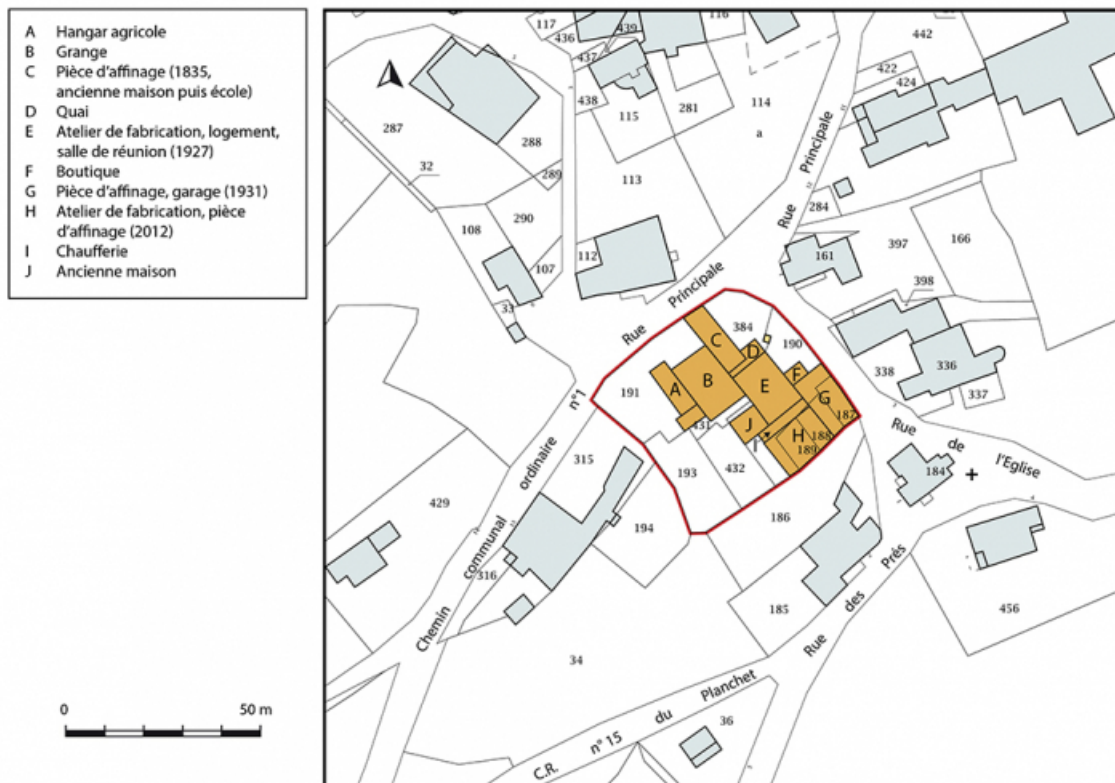 A Hangar agricole
B Grange
C Pièce d'affinage (1835,
ancienne maison puis école)
D Quai
E Atelier de fabrication, logement,
salle de réunion (1927)
F Boutique
G Pièce d'affinage, garage (1931)
H Atelier de fabrication, pièce
d'affinage (2012)
I Chaufferie
J Ancienne maison
0 50 m
117
436
439
116
437
438
115
281
114
a
442
422
424
287
288
32
289
113
290
108
107
112
33
284
161
397
166
398
Rue Principale
Rue Principale
384
190
191
C
D
B
A
E
F
G
J
H
I
187
188
189
431
193
432
338
336
337
n°1
Chemin communal ordinaire
315
194
316
429
186
185
184
Rue de l'Eglise
Rue des Prés
456
34
36
C.R. n° 15 du Planchet